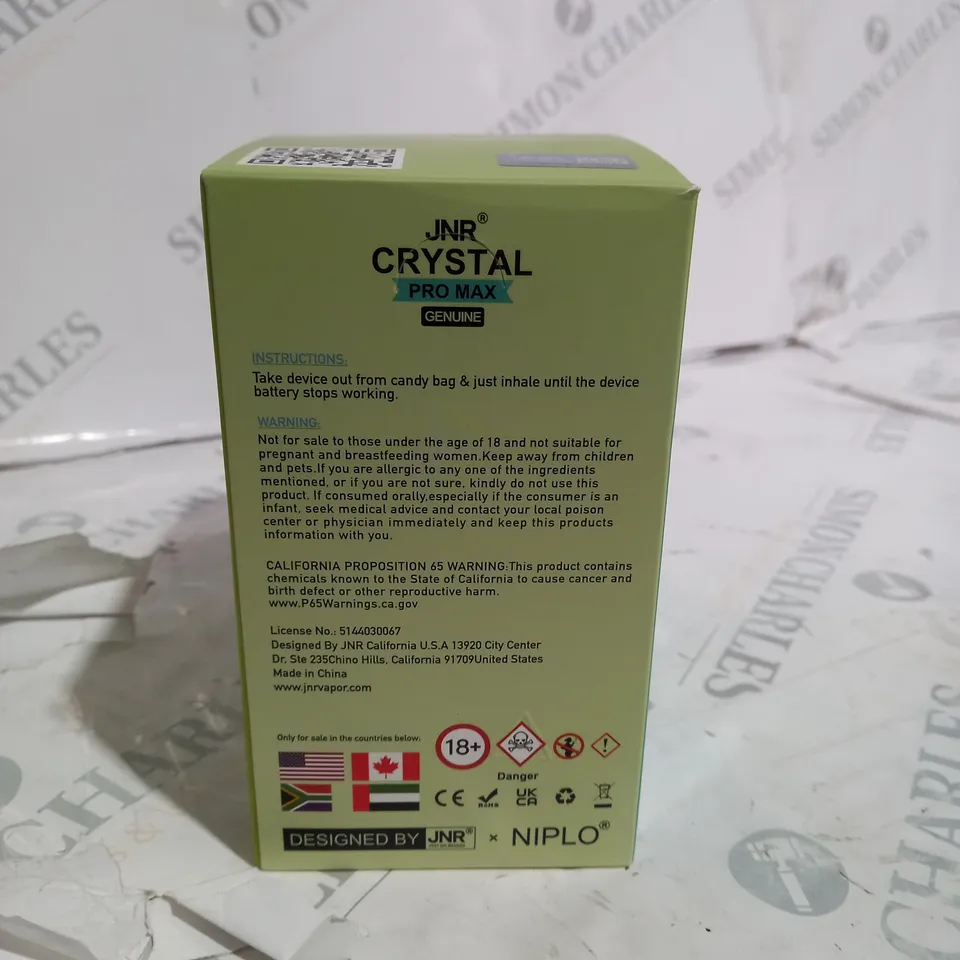 JNR®
CRYSTAL
PRO MAX
GENUINE
INSTRUCTIONS:
Take device out from candy bag & just inhale until the device
battery stops working.
WARNING:
Not for sale to those under the age of 18 and not suitable for
pregnant and breastfeeding women.Keep away from children
and pets.If you are allergic to any one of the ingredients
mentioned, or if you are not sure, kindly do not use this
product. If consumed orally,especially if the consumer is an
infant, seek medical advice and contact your local poison
center or physician immediately and keep this products
information with you.
CALIFORNIA PROPOSITION 65 WARNING:This product contains
chemicals known to the State of California to cause cancer and
birth defect or other reproductive harm.
www.P65Warnings.ca.gov
License No.: 5144030067
Designed By JNR California U.S.A 13920 City Center
Dr, Ste 235Chino Hills, California 91709United States
Made in China
www.jnrvapor.com
Only for sale in the countries below:
18+
Danger
CE RoHS UK
CA
DESIGNED BY JNR® × NIPLO®
SIMON CHARLES
SIMON CHARLES
SIMON CHARLES
CHARLES